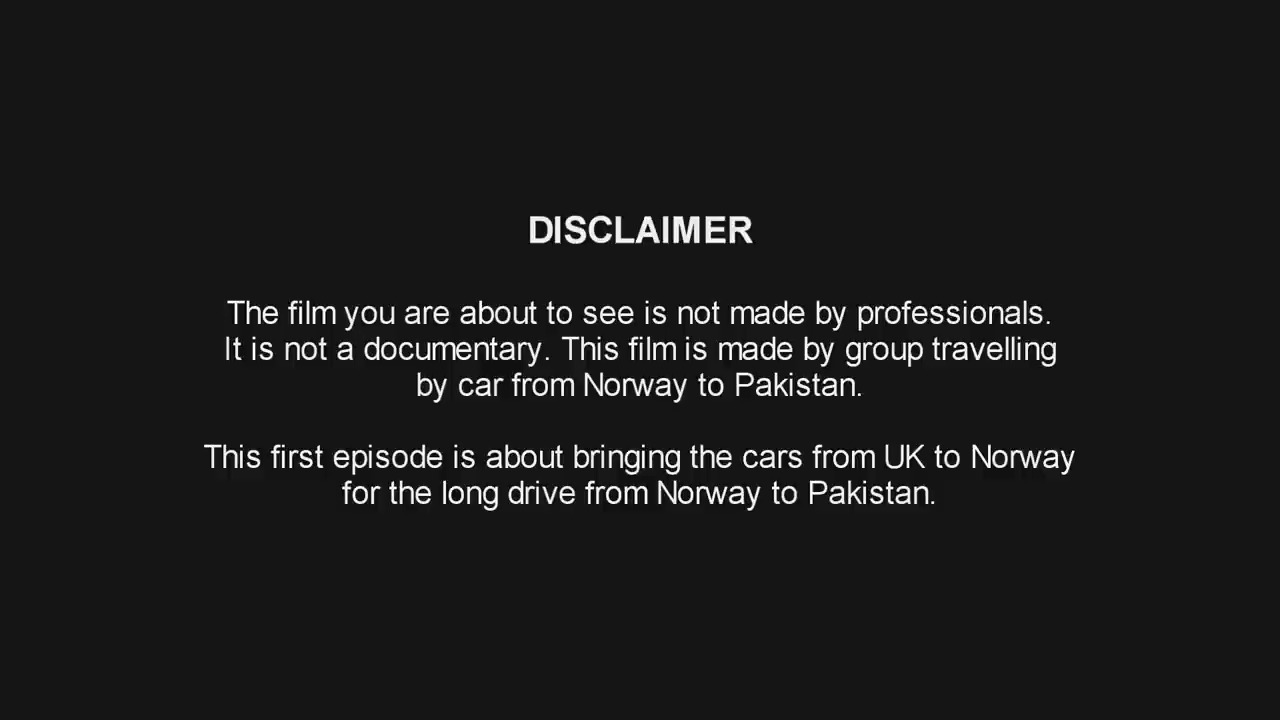 DISCLAIMER
The film you are about to see is not made by professionals.
It is not a documentary. This film is made by group travelling
by car from Norway to Pakistan.
This first episode is about bringing the cars from UK to Norway
for the long drive from Norway to Pakistan.